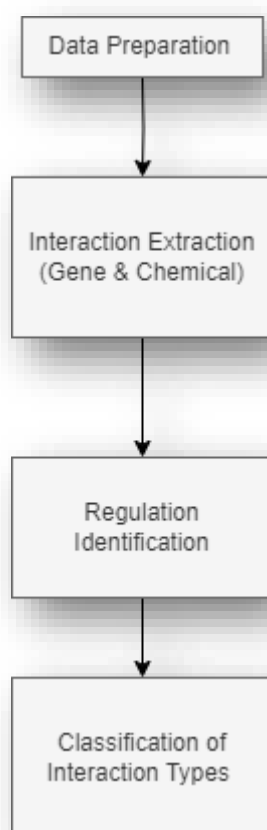 Data Preparation
Interaction Extraction
(Gene & Chemical)
Regulation
Identification
Classification of
Interaction Types